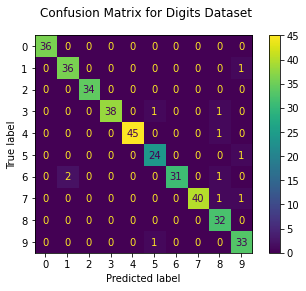 Confusion Matrix for Digits Dataset
True label
0 36 0 0 0 0 0 0 0 0 0
1 0 36 0 0 0 0 0 0 0 1
2 0 0 34 0 0 0 0 0 0 0
3 0 0 0 38 0 1 0 0 1 0
4 0 0 0 0 45 0 0 0 1 0
5 0 0 0 0 0 24 0 0 0 1
6 0 2 0 0 0 0 31 0 1 0
7 0 0 0 0 0 0 0 40 1 1
8 0 0 0 0 0 0 0 0 32 0
9 0 0 0 0 0 1 0 0 0 33
0 1 2 3 4 5 6 7 8 9
Predicted label
45
40
35
30
25
20
15
10
5
0